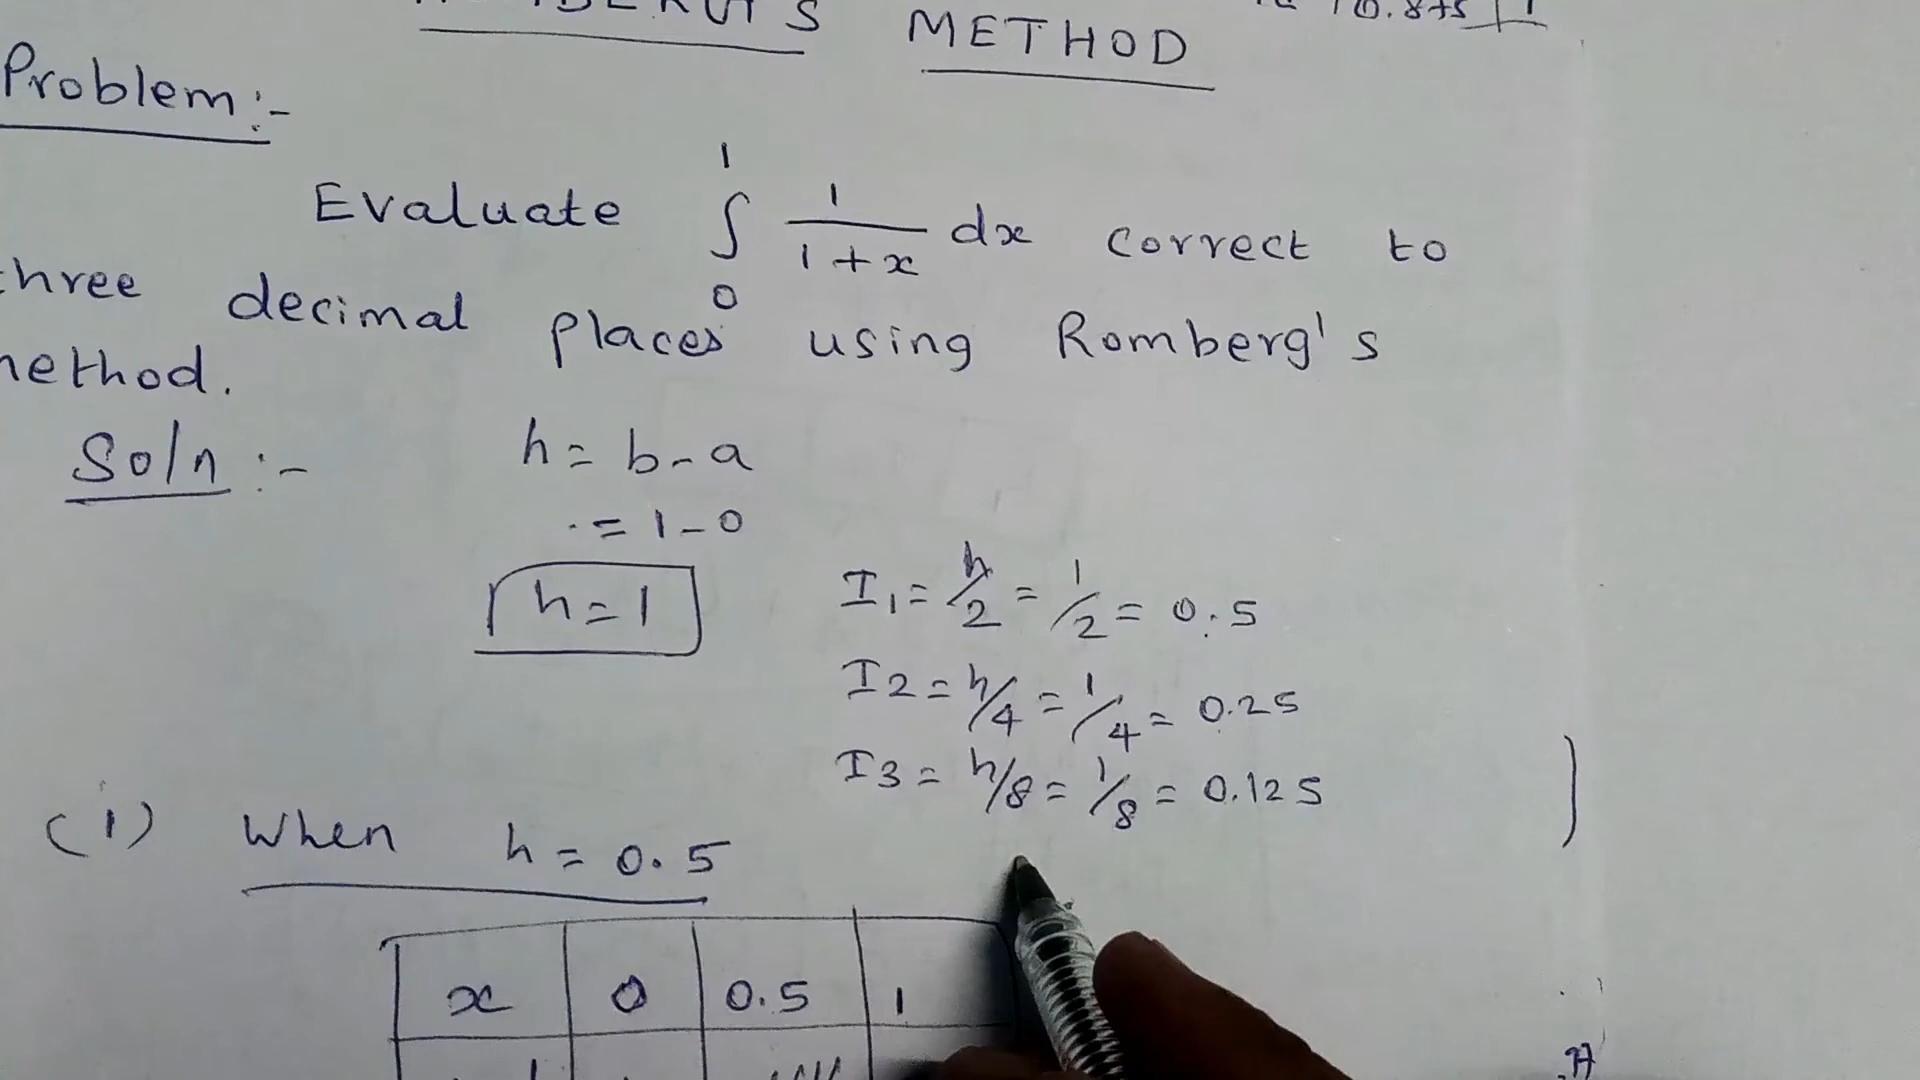 METHOD
Problem:-
Evaluate ∫₀¹ 1/(1+x) dx correct to
three decimal places using Romberg's
method.
Soln :-
h = b - a
= 1 - 0
h = 1
I₁ = h/2 = 1/2 = 0.5
I2 = h/4 = 1/4 = 0.25
I3 = h/8 = 1/8 = 0.125
(1) When h = 0.5
x 0 0.5 1